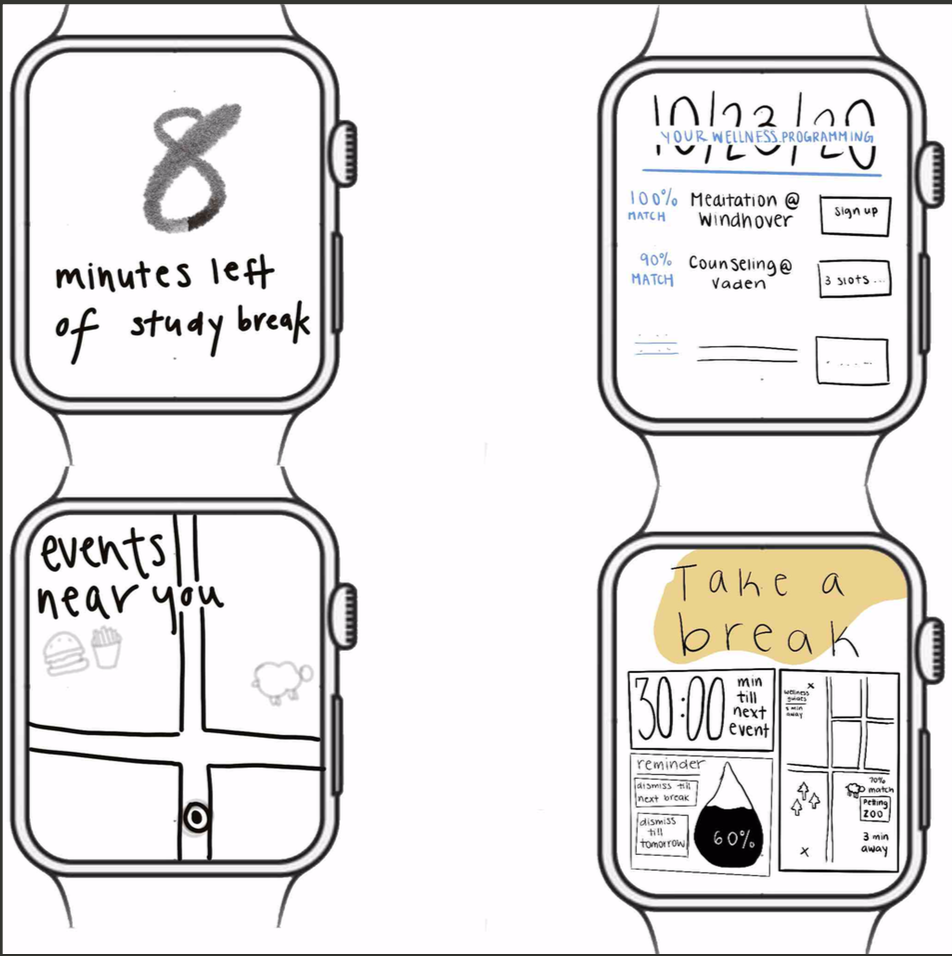 8
minutes left
of study break
10/23/20
YOUR WELLNESS PROGRAMMING
100%
MATCH
Meditation @
Windhover
sign up
90%
MATCH
Counseling @
Vaden
3 slots ...
events
near you
Take a
break
30:00
min
till
next
event
reminder
dismiss till
next break
dismiss
till
tomorrow
60%
x
wellness
guides
away
70%
match
Petting
ZOO
3 min
away
x